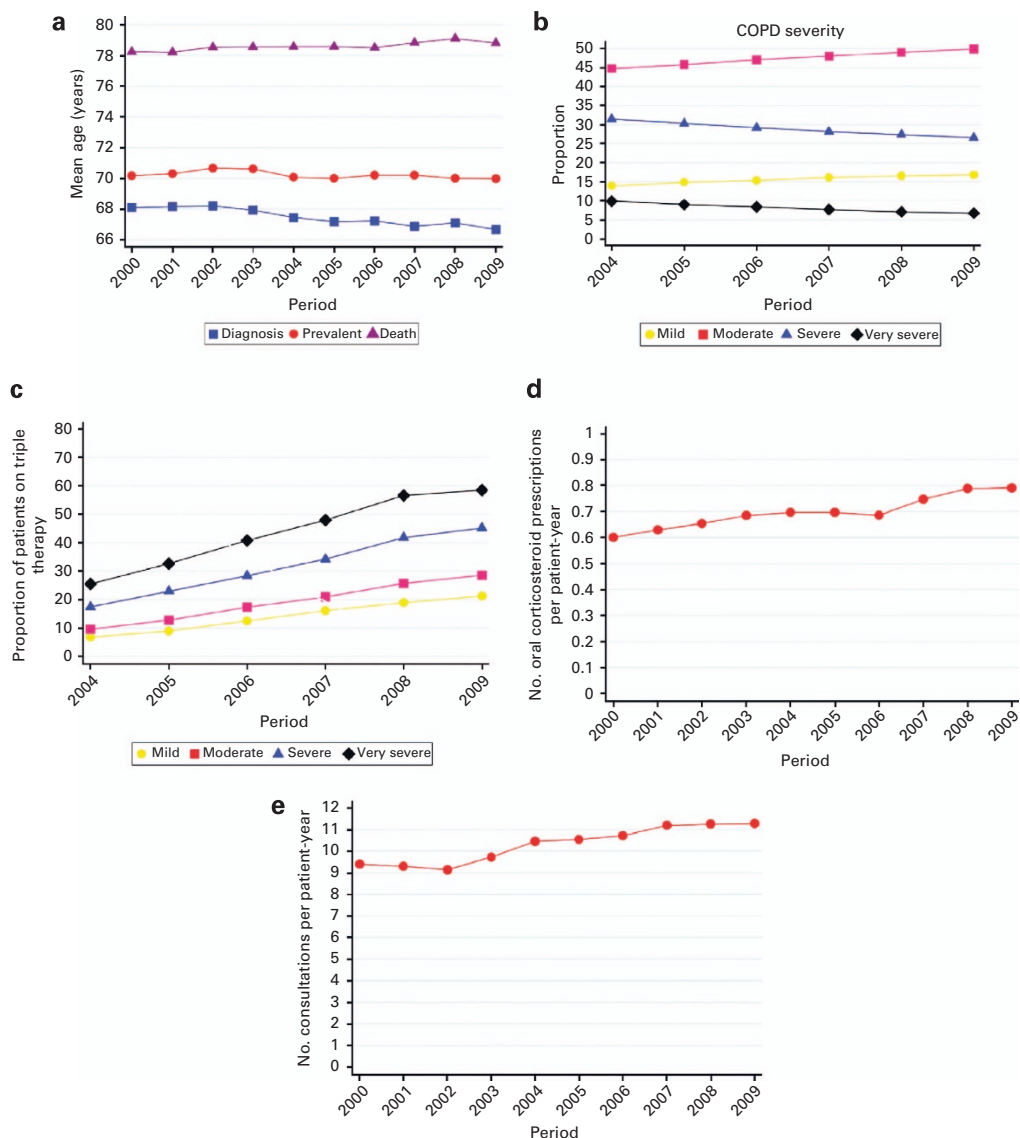 a
80
78
76
74
72
70
68
66
Mean age (years)
2000 2001 2002 2003 2004 2005 2006 2007 2008 2009
Period
Diagnosis Prevalent Death
b
COPD severity
50
45
40
35
30
25
20
15
10
5
0
Proportion
2004 2005 2006 2007 2008 2009
Period
Mild Moderate Severe Very severe
c
80
70
60
50
40
30
20
10
0
Proportion of patients on triple
therapy
2004 2005 2006 2007 2008 2009
Period
Mild Moderate Severe Very severe
d
1
0.9
0.8
0.7
0.6
0.5
0.4
0.3
0.2
0.1
0
No. oral corticosteroid prescriptions
per patient-year
2000 2001 2002 2003 2004 2005 2006 2007 2008 2009
Period
e
12
11
10
9
8
7
6
5
4
3
2
1
0
No. consultations per patient-year
2000 2001 2002 2003 2004 2005 2006 2007 2008 2009
Period